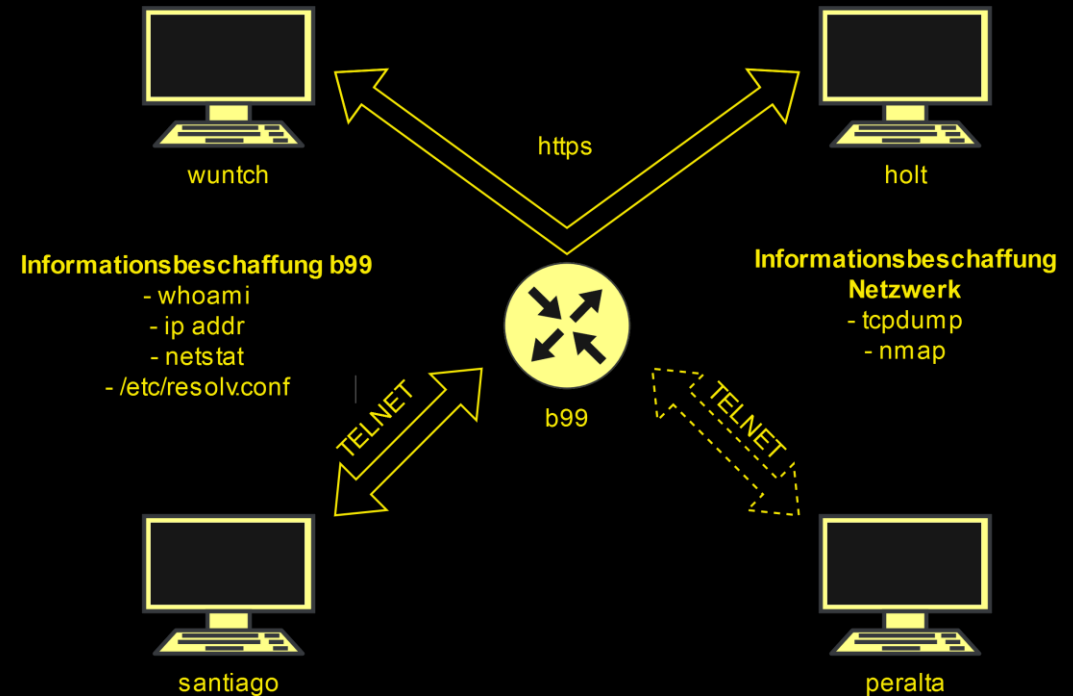 wuntch
https
holt
Informationsbeschaffung b99
- whoami
- ip addr
- netstat
- /etc/resolv.conf
Informationsbeschaffung
Netzwerk
- tcpdump
- nmap
b99
TELNET
TELNET
santiago
peralta